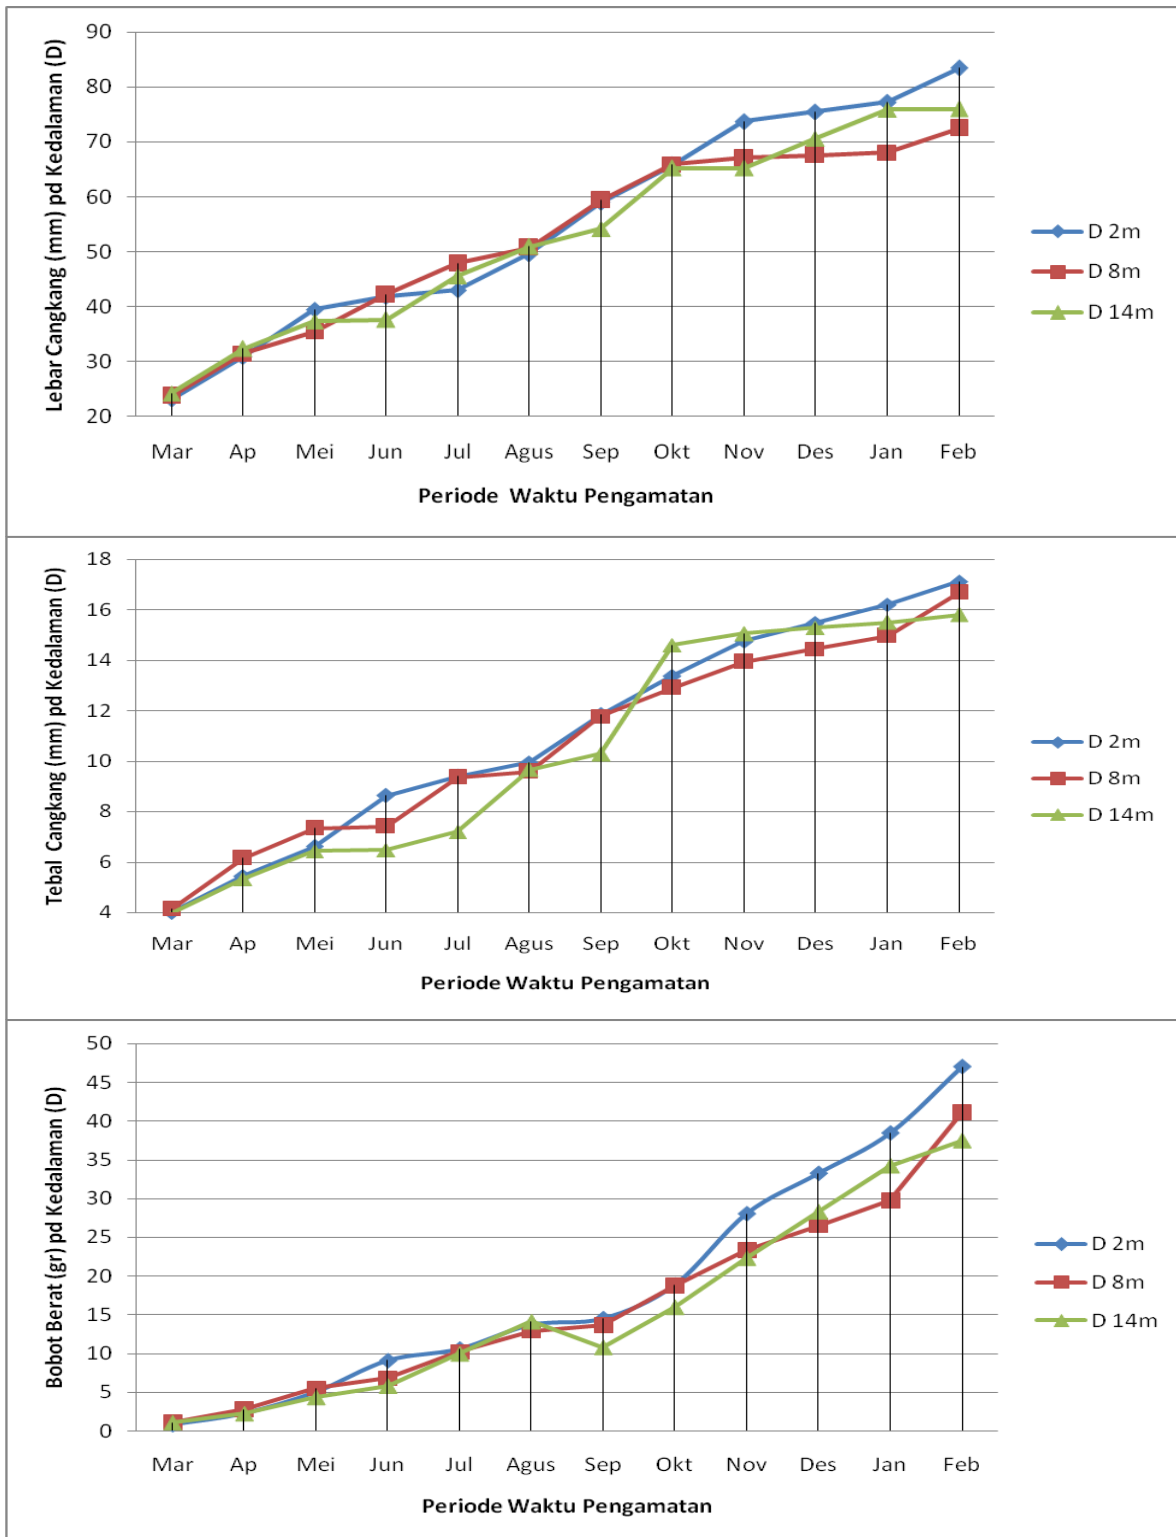 Lebar Cangkang (mm) pd Kedalaman (D)
90
80
70
60
50
40
30
20
Mar Ap Mei Jun Jul Agus Sep Okt Nov Des Jan Feb
Periode Waktu Pengamatan
D 2m
D 8m
D 14m
Tebal Cangkang (mm) pd Kedalaman (D)
18
16
14
12
10
8
6
4
Mar Ap Mei Jun Jul Agus Sep Okt Nov Des Jan Feb
Periode Waktu Pengamatan
D 2m
D 8m
D 14m
Bobot Berat (gr) pd Kedalaman (D)
50
45
40
35
30
25
20
15
10
5
0
Mar Ap Mei Jun Jul Agus Sep Okt Nov Des Jan Feb
Periode Waktu Pengamatan
D 2m
D 8m
D 14m